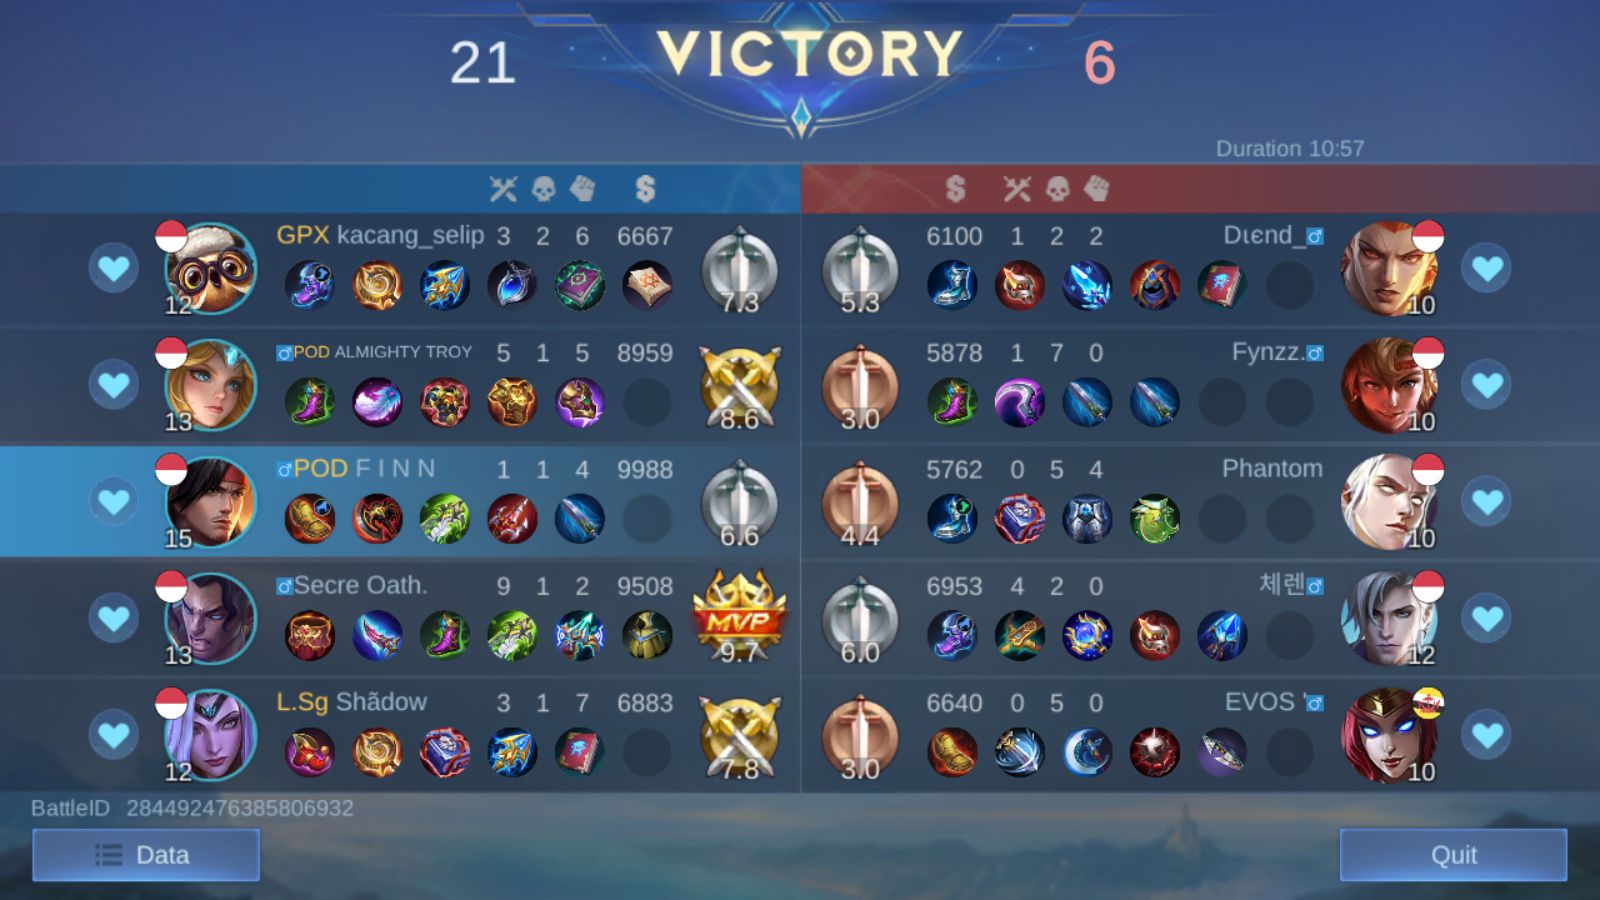 21 VICTORY 6
Duration 10:57
GPX kacang_selip 3 2 6 6667
12 7.3
6100 1 2 2 Dιєnd_♂
5.3 10
♂POD ALMIGHTY TROY 5 1 5 8959
13 8.6
5878 1 7 0 Fynzz.♂
3.0 10
♂POD F I N N 1 1 4 9988
15 6.6
5762 0 5 4 Phantom
4.4 10
♂Secre Oath. 9 1 2 9508
MVP
13 9.7
6953 4 2 0 체렌♂
6.0 12
L.Sg Shãdow 3 1 7 6883
12 7.8
6640 0 5 0 EVOS '♂
3.0 10
BattleID 284492476385806932
Data
Quit